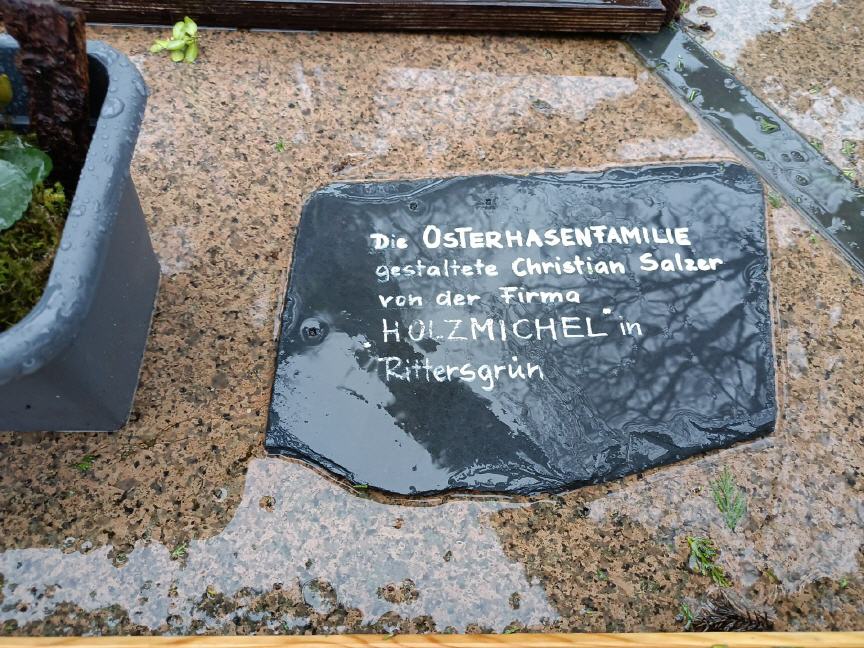 Die OSTERHASENFAMILIE
gestaltete Christian Salzer
von der Firma
"HOLZMICHEL" in
Rittersgrün